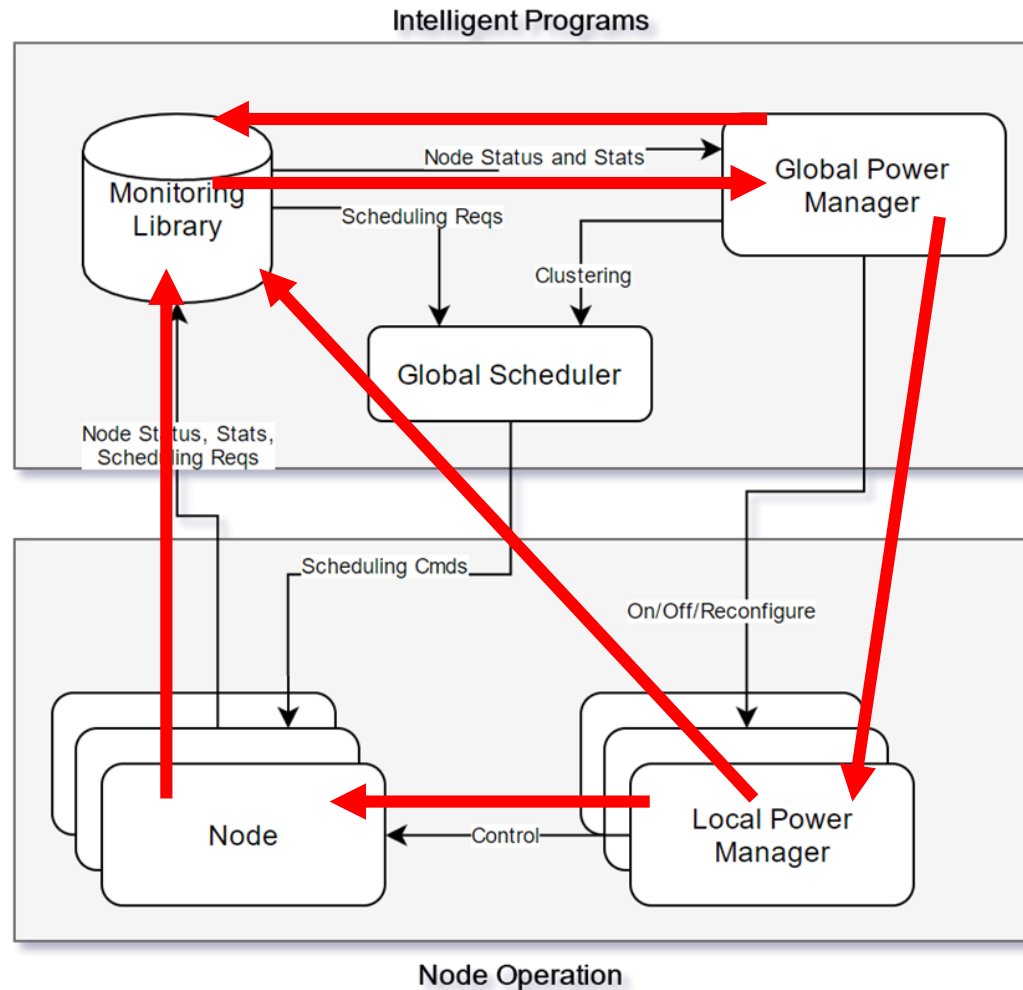 Intelligent Programs
Node Status and Stats
Monitoring
Library
Global Power
Manager
Scheduling Reqs
Clustering
Global Scheduler
Node Status, Stats,
Scheduling Reqs
Scheduling Cmds
On/Off/Reconfigure
Node
Control
Local Power
Manager
Node Operation